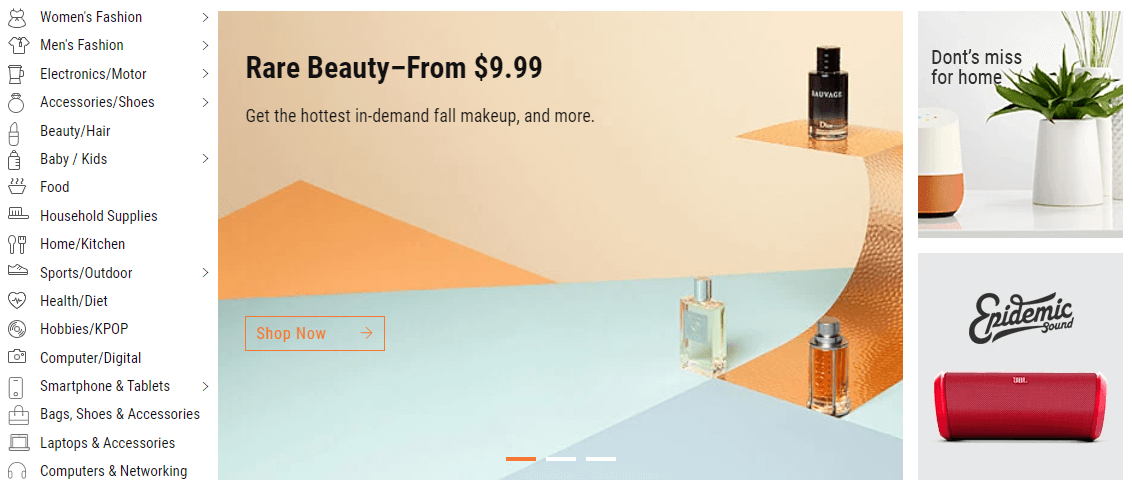 Women's Fashion
Men's Fashion
Electronics/Motor
Accessories/Shoes
Beauty/Hair
Baby / Kids
Food
Household Supplies
Home/Kitchen
Sports/Outdoor
Health/Diet
Hobbies/KPOP
Computer/Digital
Smartphone & Tablets
Bags, Shoes & Accessories
Laptops & Accessories
Computers & Networking
Rare Beauty–From $9.99
Get the hottest in-demand fall makeup, and more.
Shop Now
SAUVAGE
Dior
Dont’s miss
for home
Epidemic
Sound
JBL